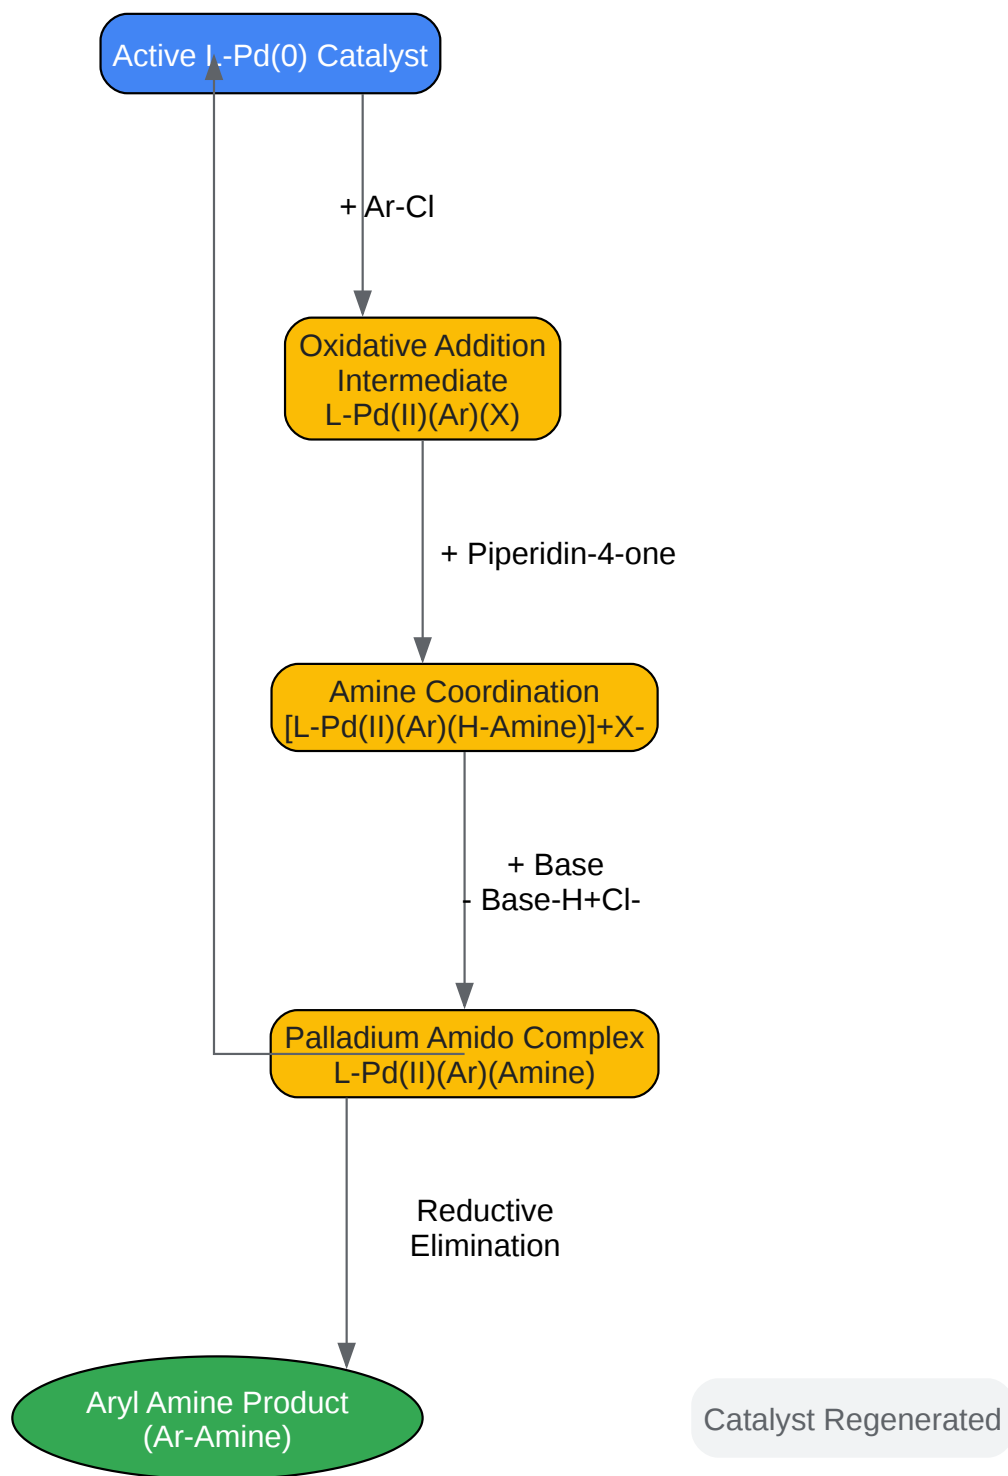 Active L-Pd(0) Catalyst
+ Ar-Cl
Oxidative Addition
Intermediate
L-Pd(II)(Ar)(X)
+ Piperidin-4-one
Amine Coordination
[L-Pd(II)(Ar)(H-Amine)]+X-
+ Base
- Base-H+Cl-
Palladium Amido Complex
L-Pd(II)(Ar)(Amine)
Reductive
Elimination
Aryl Amine Product
(Ar-Amine)
Catalyst Regenerated